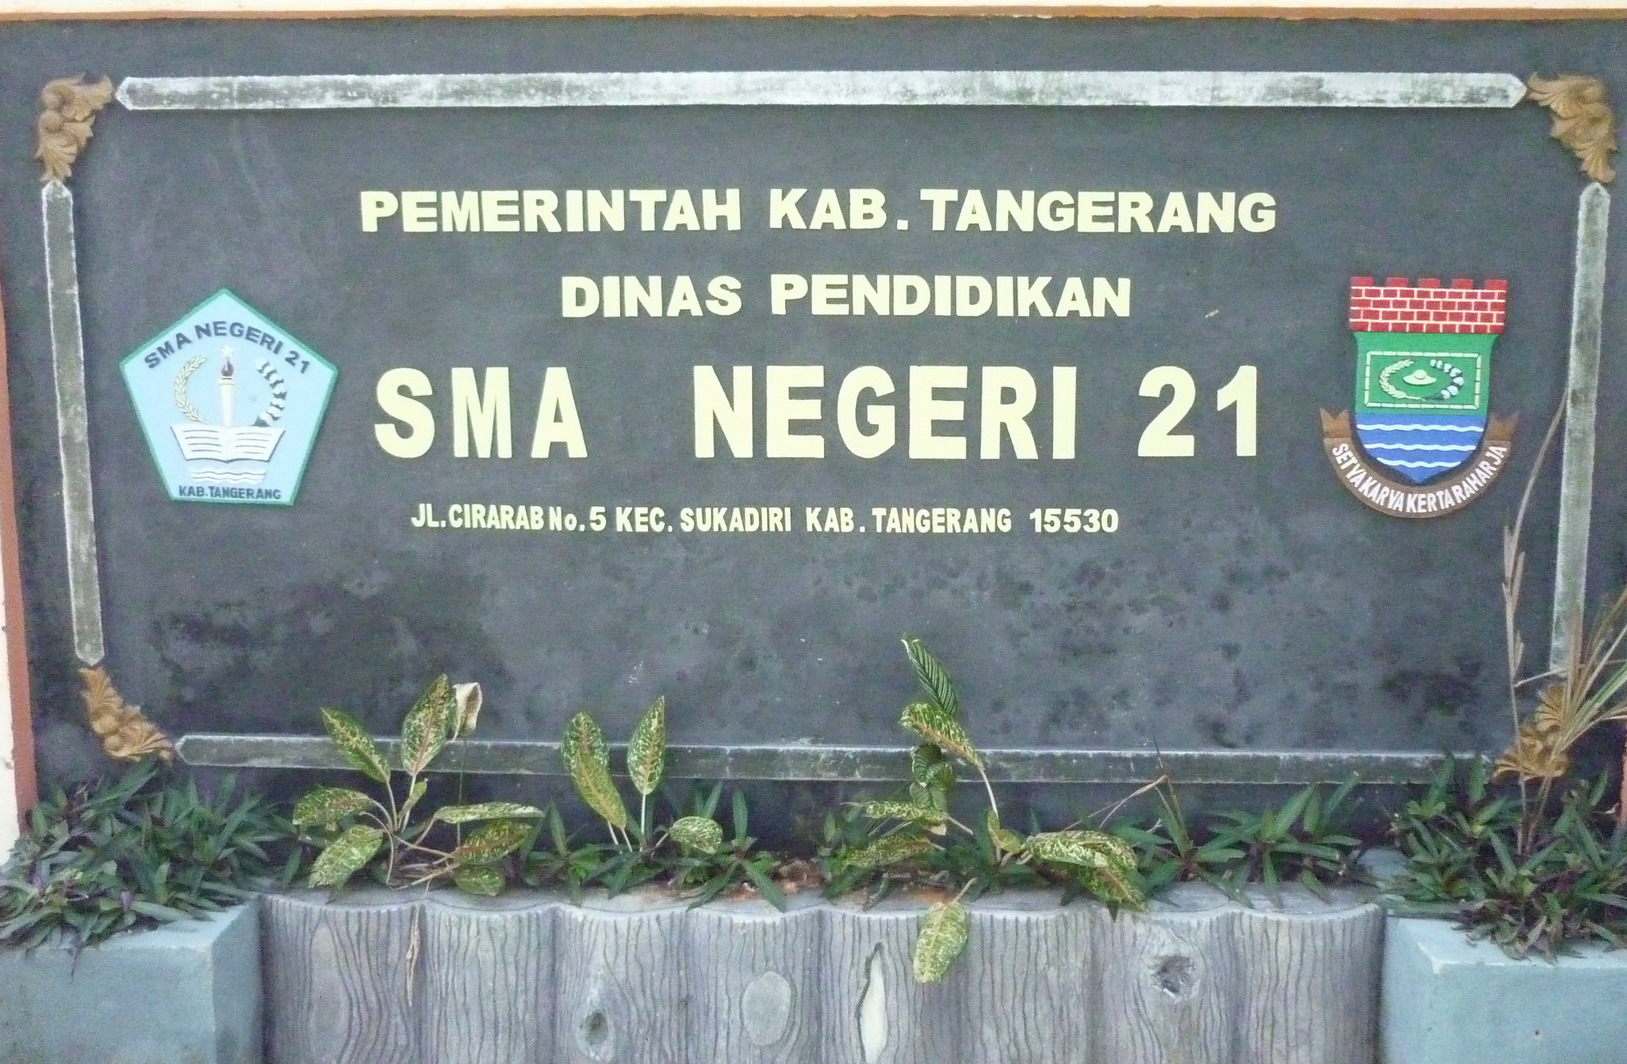 PEMERINTAH KAB. TANGERANG
DINAS PENDIDIKAN
SMA NEGERI 21
JL. CIRARAB No. 5 KEC. SUKADIRI KAB. TANGERANG 15530
SMA NEGERI 21
KAB. TANGERANG
SETYA KARYA KERTA RAHARJA